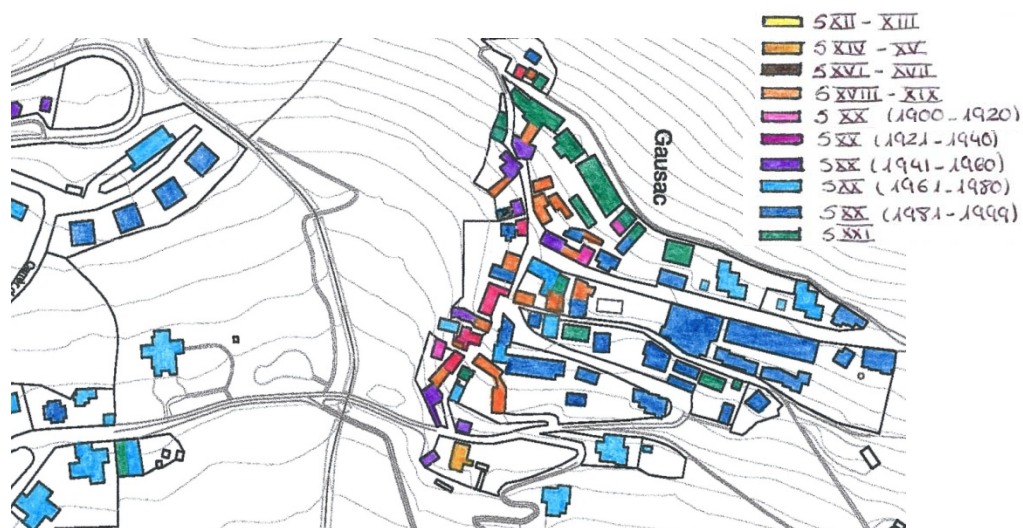 S XII - XIII
S XIV - XV
S XVI - XVII
S XVIII - XIX
S XX (1900-1920)
S XX (1921-1940)
S XX (1941-1960)
S XX (1961-1980)
S XX (1981-1999)
S XXI
Gausac